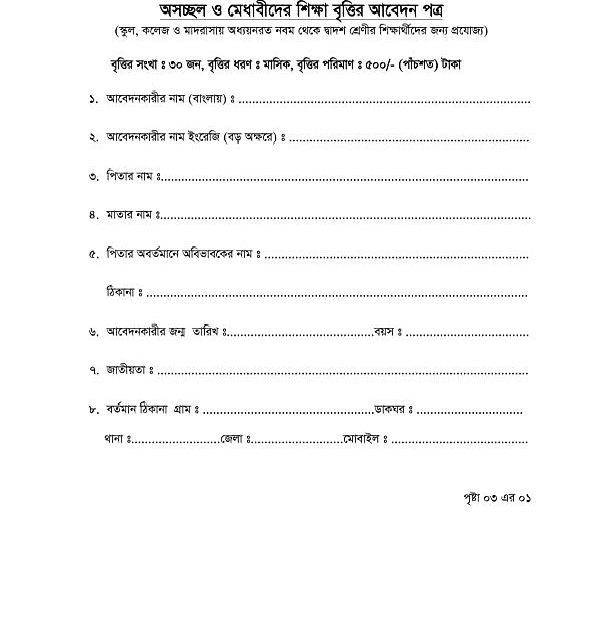 অসচ্ছল ও মেধাবীদের শিক্ষা বৃত্তির আবেদন পত্র
(স্কুল, কলেজ ও মাদরাসায় অধ্যয়নরত নবম থেকে দ্বাদশ শ্রেণীর শিক্ষার্থীদের জন্য প্রযোজ্য)
বৃত্তির সংখা ঃ ৩০ জন, বৃত্তির ধরণ ঃ মাসিক, বৃত্তির পরিমাণ ঃ ৫০০/= (পাঁচশত) টাকা
১. আবেদনকারীর নাম (বাংলায়) ঃ ................................................................................
২. আবেদনকারীর নাম ইংরেজি (বড় অক্ষরে) ঃ ..................................................................
৩. পিতার নাম ঃ.....................................................................................................
৪. মাতার নাম ঃ.....................................................................................................
৫. পিতার অবর্তমানে অবিভাবকের নাম ঃ ........................................................................
ঠিকানা ঃ ........................................................................................................
৬. আবেদনকারীর জন্ম তারিখ ঃ........................................বয়স ঃ ..................................
৭. জাতীয়তা ঃ ......................................................................................................
৮. বর্তমান ঠিকানা গ্রাম ঃ ...............................................ডাকঘর ঃ .............................
থানা ঃ........................জেলা ঃ.........................মোবাইল ঃ ......................................
পৃষ্টা ০৩ এর ০১